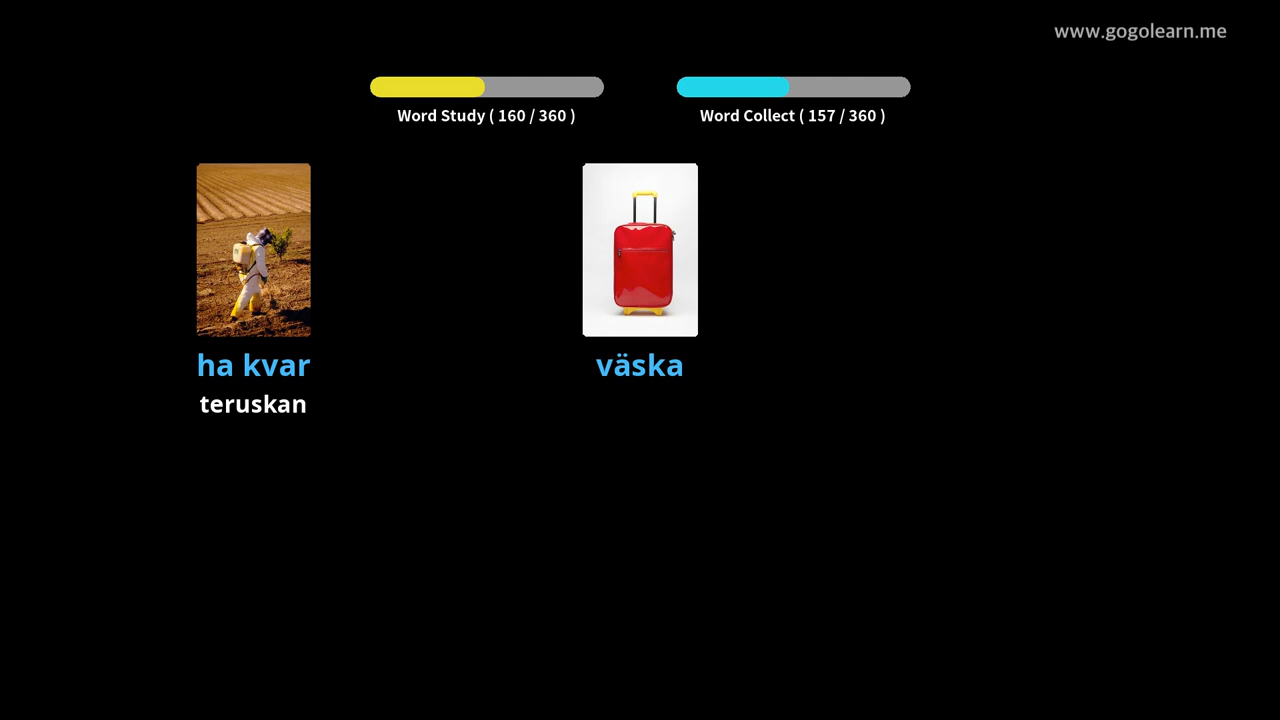 www.gogolearn.me
Word Study ( 160 / 360 )
Word Collect ( 157 / 360 )
ha kvar
väska
teruskan